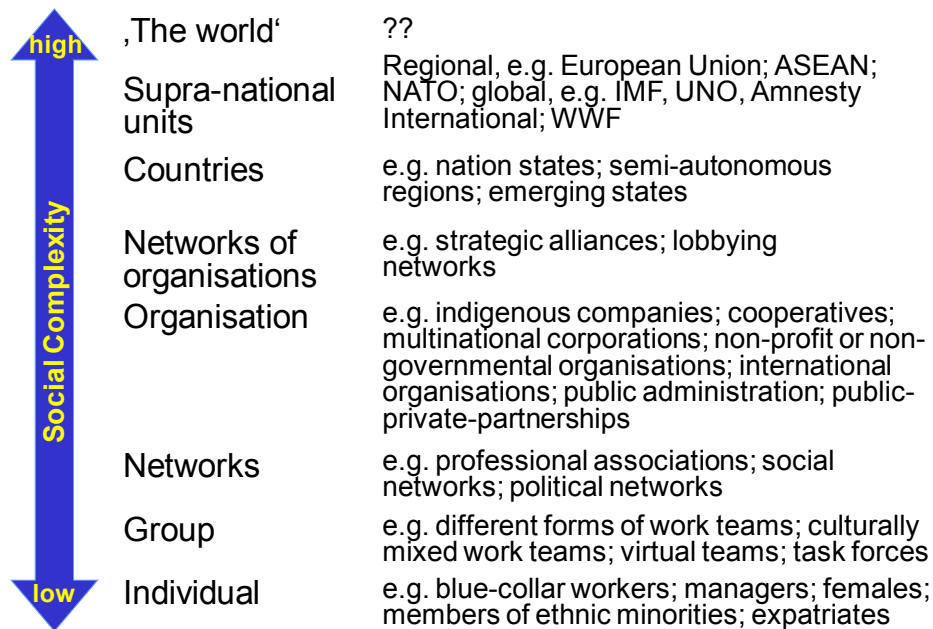 high
‚The world‘
??
Supra-national
units
Regional, e.g. European Union; ASEAN;
NATO; global, e.g. IMF, UNO, Amnesty
International; WWF
Countries
e.g. nation states; semi-autonomous
regions; emerging states
Social Complexity
Networks of
organisations
e.g. strategic alliances; lobbying
networks
Organisation
e.g. indigenous companies; cooperatives;
multinational corporations; non-profit or non-
governmental organisations; international
organisations; public administration; public-
private-partnerships
Networks
e.g. professional associations; social
networks; political networks
Group
e.g. different forms of work teams; culturally
mixed work teams; virtual teams; task forces
low
Individual
e.g. blue-collar workers; managers; females;
members of ethnic minorities; expatriates